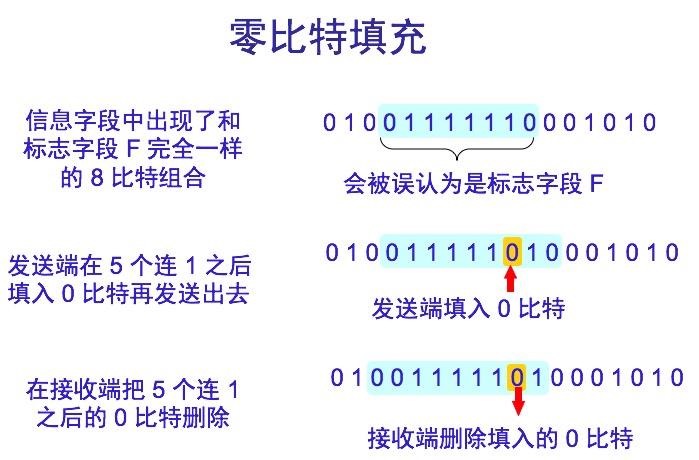 零比特填充
信息字段中出现了和
标志字段 F 完全一样
的 8 比特组合
0 1 0 0 1 1 1 1 1 1 0 0 0 1 0 1 0
会被误认为是标志字段 F
发送端在 5 个连 1 之后
填入 0 比特再发送出去
0 1 0 0 1 1 1 1 1 0 1 0 0 0 1 0 1 0
发送端填入 0 比特
在接收端把 5 个连 1
之后的 0 比特删除
0 1 0 0 1 1 1 1 1 0 1 0 0 0 1 0 1 0
接收端删除填入的 0 比特